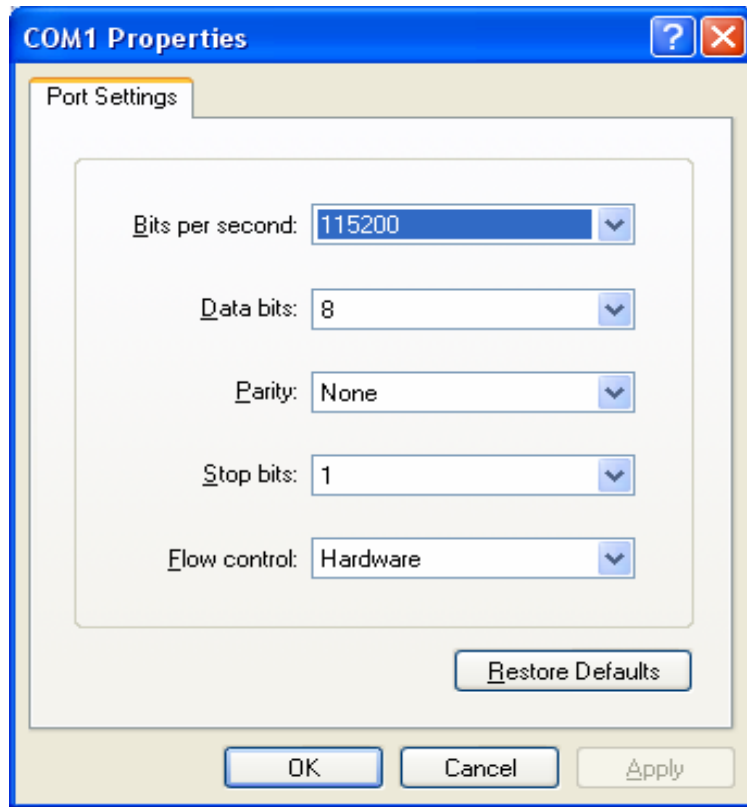 COM1 Properties
?
Port Settings
Bits per second: 115200
Data bits: 8
Parity: None
Stop bits: 1
Flow control: Hardware
Restore Defaults
OK Cancel Apply